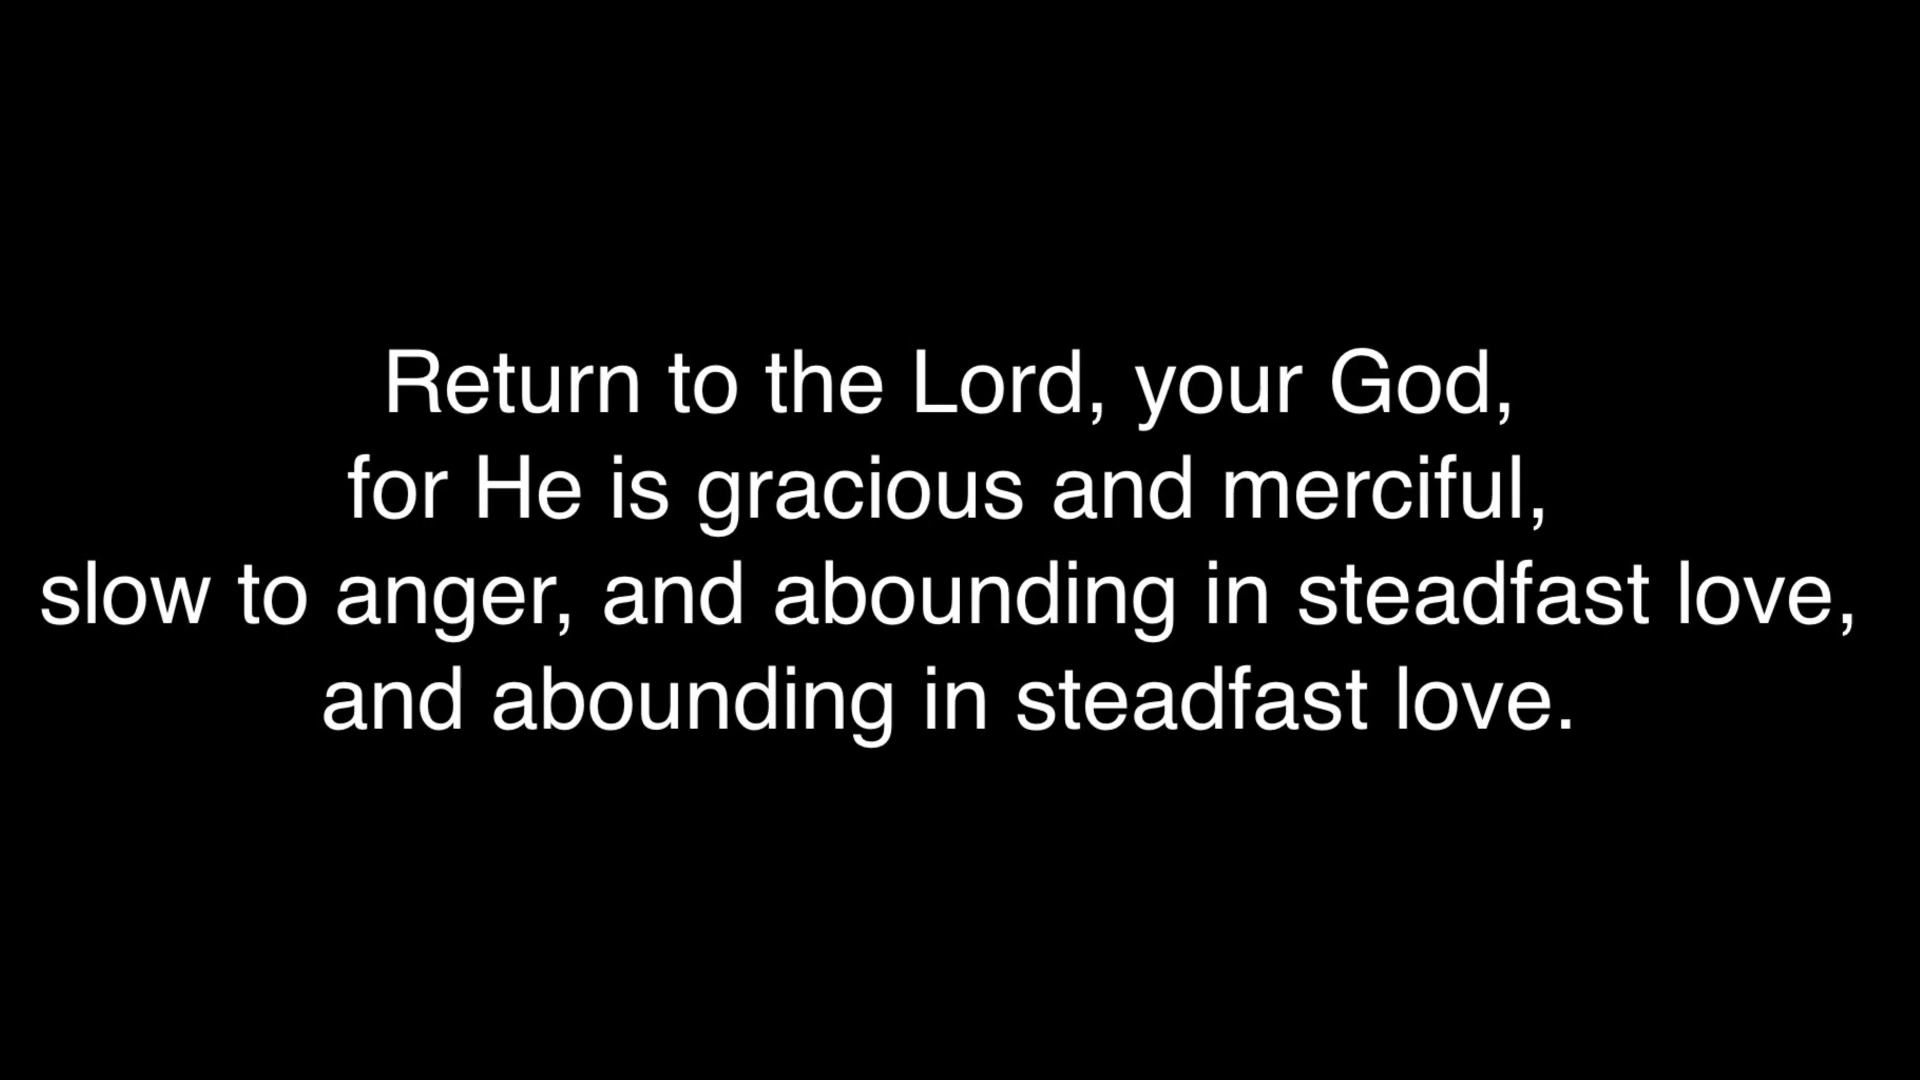 Return to the Lord, your God,
for He is gracious and merciful,
slow to anger, and abounding in steadfast love,
and abounding in steadfast love.